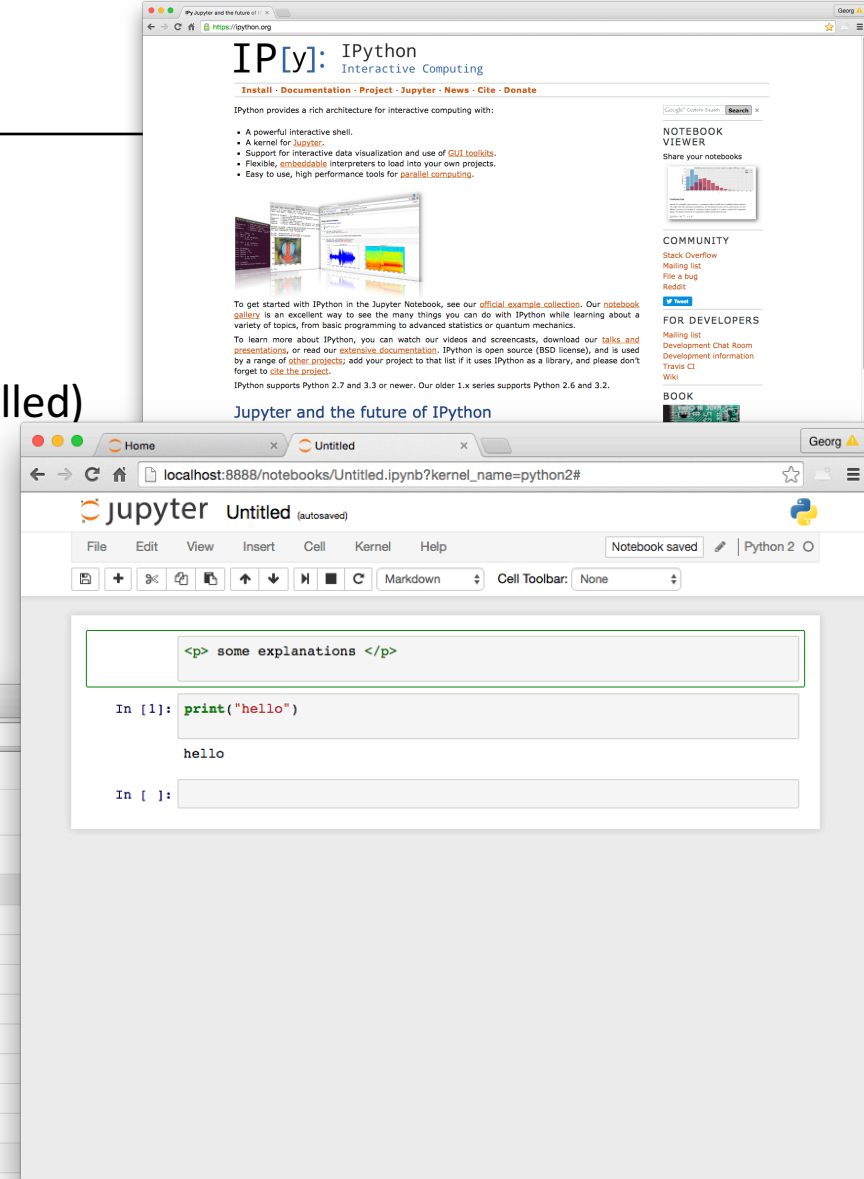 IPy Jupyter and the future of IP
Georg
https://ipython.org
IP[y]: IPython
Interactive Computing
Install · Documentation · Project · Jupyter · News · Cite · Donate
IPython provides a rich architecture for interactive computing with:
A powerful interactive shell.
A kernel for Jupyter.
Support for interactive data visualization and use of GUI toolkits.
Flexible, embeddable interpreters to load into your own projects.
Easy to use, high performance tools for parallel computing.
To get started with IPython in the Jupyter Notebook, see our official example collection. Our notebook
gallery is an excellent way to see the many things you can do with IPython while learning about a
variety of topics, from basic programming to advanced statistics or quantum mechanics.
To learn more about IPython, you can watch our videos and screencasts, download our talks and
presentations, or read our extensive documentation. IPython is open source (BSD license), and is used
by a range of other projects; add your project to that list if it uses IPython as a library, and please don't
forget to cite the project.
IPython supports Python 2.7 and 3.3 or newer. Our older 1.x series supports Python 2.6 and 3.2.
Jupyter and the future of IPython
Google Custom Search Search ×
NOTEBOOK
VIEWER
Share your notebooks
COMMUNITY
Stack Overflow
Mailing list
File a bug
Reddit
Tweet
FOR DEVELOPERS
Mailing list
Development Chat Room
Development information
Travis CI
Wiki
BOOK
lled)
Home × Untitled ×
Georg
localhost:8888/notebooks/Untitled.ipynb?kernel_name=python2#
jupyter Untitled (autosaved)
File Edit View Insert Cell Kernel Help Notebook saved Python 2
Markdown Cell Toolbar: None
<p> some explanations </p>
In [1]: print("hello")
hello
In [ ]: